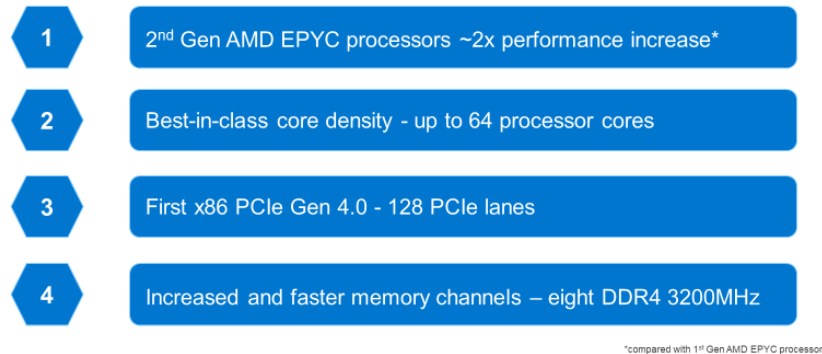 1
2nd Gen AMD EPYC processors ~2x performance increase*
2
Best-in-class core density - up to 64 processor cores
3
First x86 PCIe Gen 4.0 - 128 PCIe lanes
4
Increased and faster memory channels – eight DDR4 3200MHz
*compared with 1st Gen AMD EPYC processor